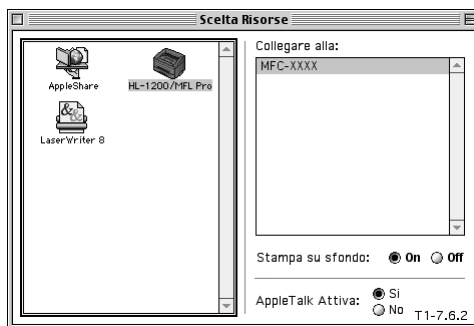 Scelta Risorse
AppleShare
HL-1200/MFL Pro
LaserWriter 8
Collegare alla:
MFC-XXXX
Stampa su sfondo: On Off
AppleTalk Attiva: Si
No
T1-7.6.2